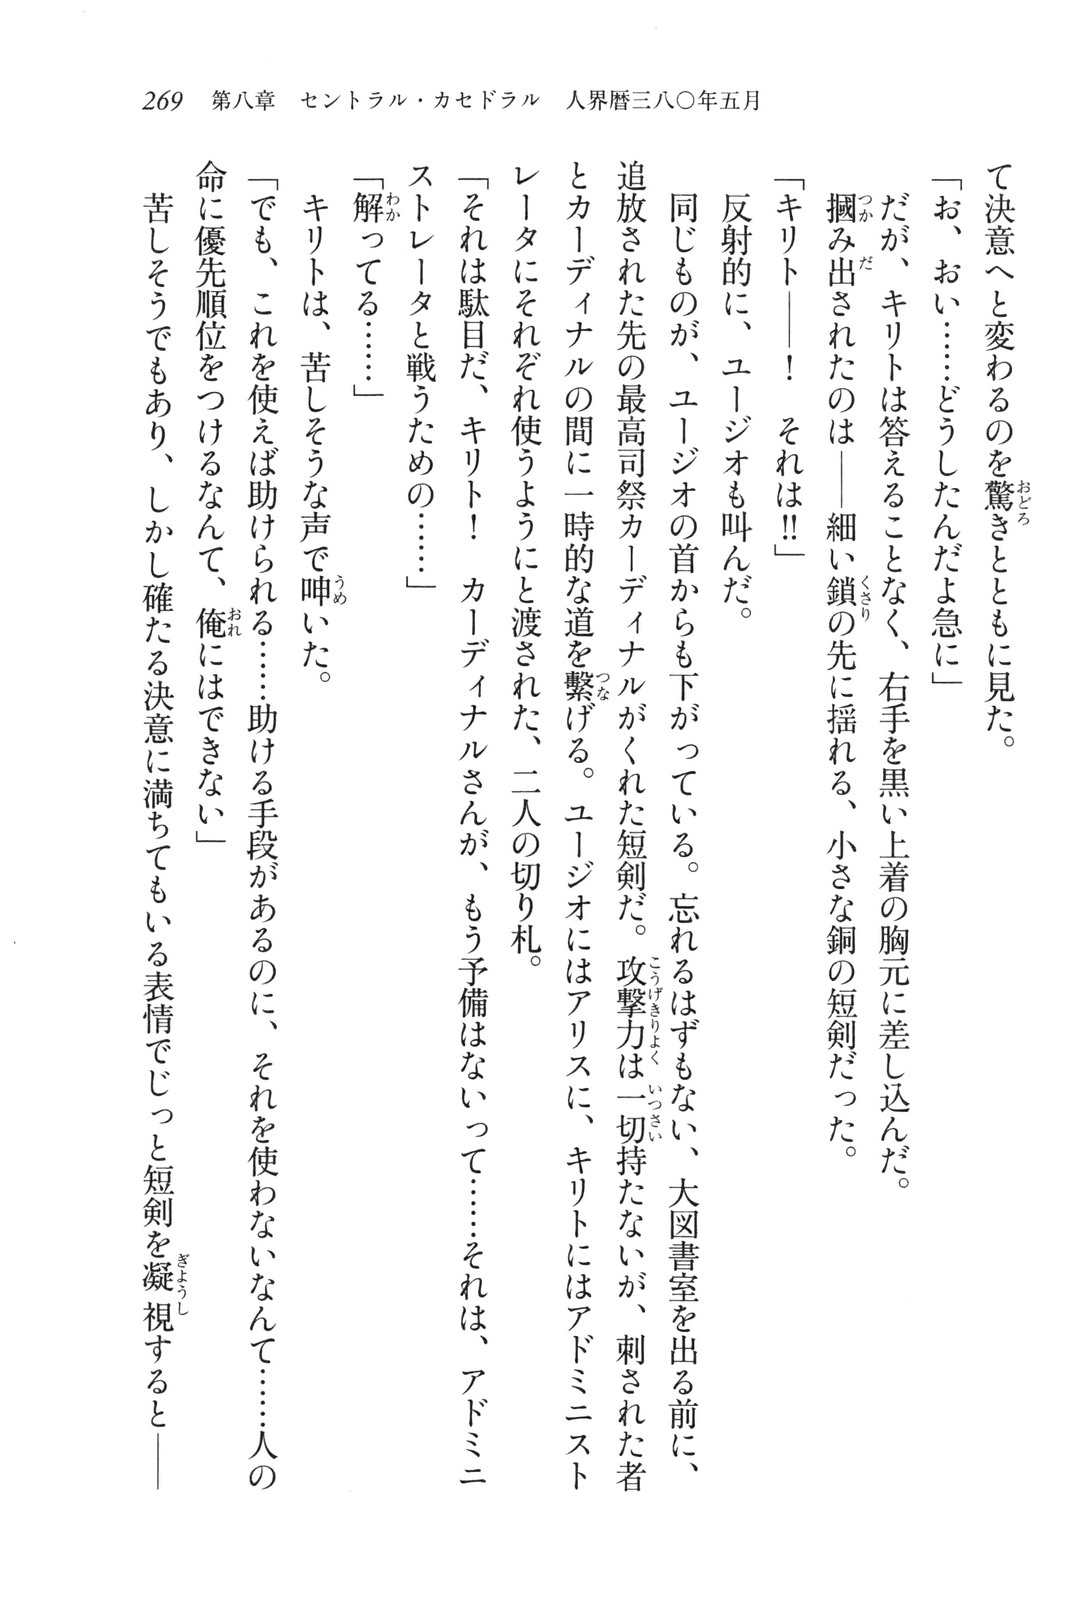 269 第八章 セントラル・カセドラル 人界暦三八〇年五月
て決意へと変わるのを驚きとともに見た。
「お、おい……どうしたんだよ急に」
だが、キリトは答えることなく、右手を黒い上着の胸元に差し込んだ。
摑み出されたのは――細い鎖の先に揺れる、小さな銅の短剣だった。
「キリト――！　それは!!」
反射的に、ユージオも叫んだ。
同じものが、ユージオの首からも下がっている。忘れるはずもない、大図書室を出る前に、
追放された先の最高司祭カーディナルがくれた短剣だ。攻撃力は一切持たないが、刺された者
とカーディナルの間に一時的な道を繫げる。ユージオにはアリスに、キリトにはアドミニスト
レータにそれぞれ使うようにと渡された、二人の切り札。
「それは駄目だ、キリト！　カーディナルさんが、もう予備はないって……それは、アドミニ
ストレータと戦うための……」
「解ってる……」
キリトは、苦しそうな声で呻いた。
「でも、これを使えば助けられる……助ける手段があるのに、それを使わないなんて……人の
命に優先順位をつけるなんて、俺にはできない」
苦しそうでもあり、しかし確たる決意に満ちてもいる表情でじっと短剣を凝視すると――